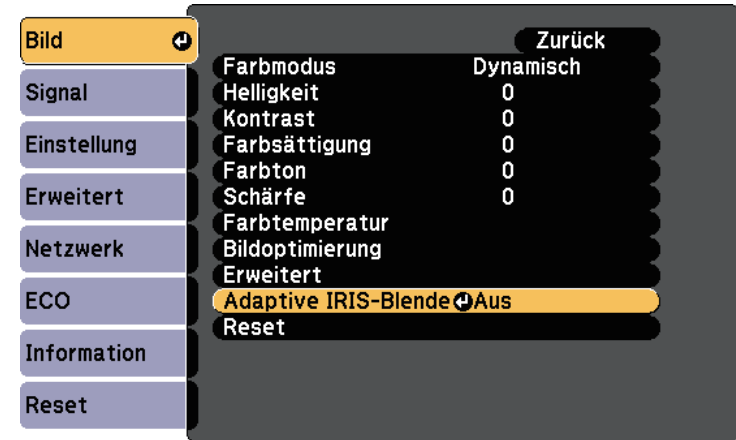 Bild
Signal
Einstellung
Erweitert
Netzwerk
ECO
Information
Reset
Zurück
Farbmodus Dynamisch
Helligkeit 0
Kontrast 0
Farbsättigung 0
Farbton 0
Schärfe 0
Farbtemperatur
Bildoptimierung
Erweitert
Adaptive IRIS-Blende Aus
Reset